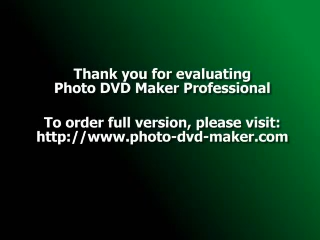 Thank you for evaluating
Photo DVD Maker Professional
To order full version, please visit:
http://www.photo-dvd-maker.com